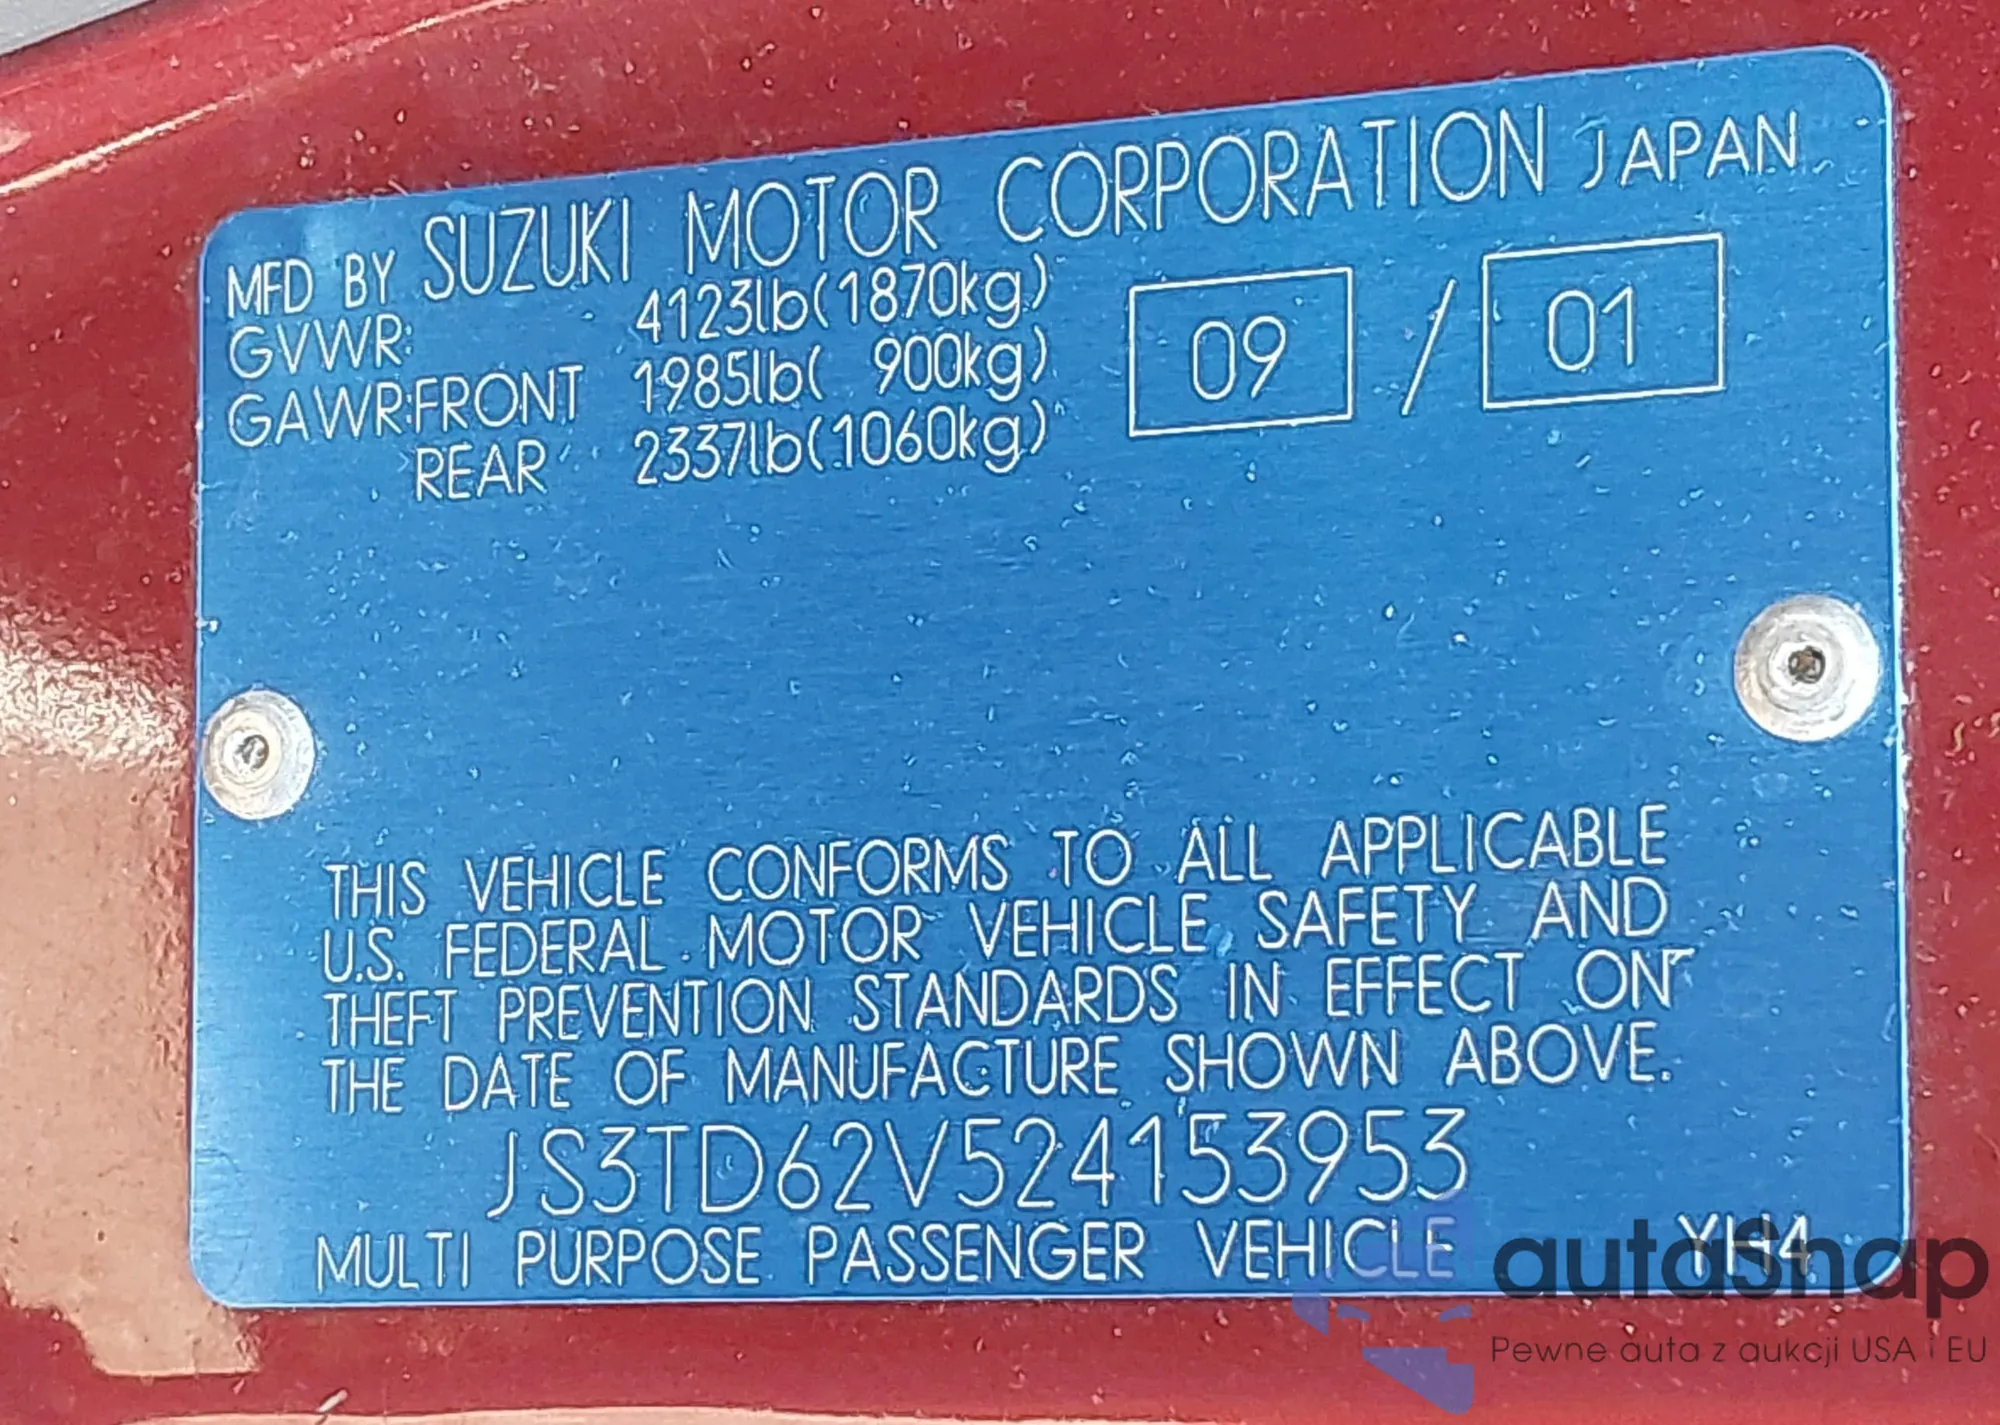 MFD BY SUZUKI MOTOR CORPORATION JAPAN
GVWR: 4123lb(1870kg)
GAWR:FRONT 1985lb( 900kg)
REAR 2337lb(1060kg)
09 / 01
THIS VEHICLE CONFORMS TO ALL APPLICABLE
U.S. FEDERAL MOTOR VEHICLE SAFETY AND
THEFT PREVENTION STANDARDS IN EFFECT ON
THE DATE OF MANUFACTURE SHOWN ABOVE.
JS3TD62V524153953
MULTI PURPOSE PASSENGER VEHICLE YH4
autasnap
Pewne auta z aukcji USA i EU